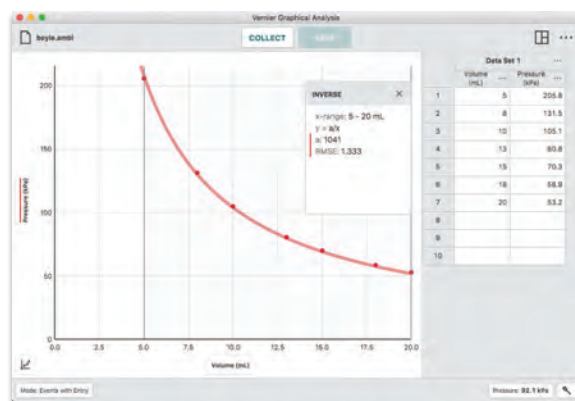 Vernier Graphical Analysis
boyle.ambl
COLLECT
Data Set 1 ...
Volume (mL) ... Pressure (kPa) ...
1 5 205.8
2 8 131.5
3 10 105.1
4 13 80.8
5 15 70.3
6 18 58.9
7 20 53.2
8
9
10
INVERSE ×
x-range: 5 - 20 mL
y = a/x
a: 1041
RMSE: 1.333
Pressure (kPa)
200
150
100
50
0
0.0 2.5 5.0 7.5 10.0 12.5 15.0 17.5 20.0
Volume (mL)
Mode: Events with Entry
Pressure: 92.1 kPa